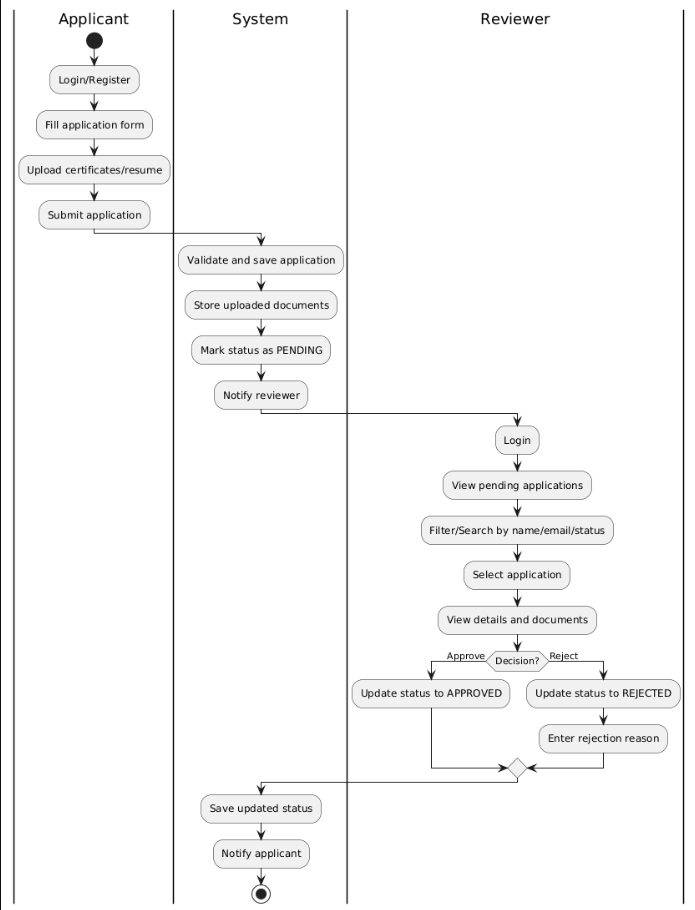 Applicant
System
Reviewer
Login/Register
Fill application form
Upload certificates/resume
Submit application
Validate and save application
Store uploaded documents
Mark status as PENDING
Notify reviewer
Login
View pending applications
Filter/Search by name/email/status
Select application
View details and documents
Approve
Decision?
Reject
Update status to APPROVED
Update status to REJECTED
Enter rejection reason
Save updated status
Notify applicant